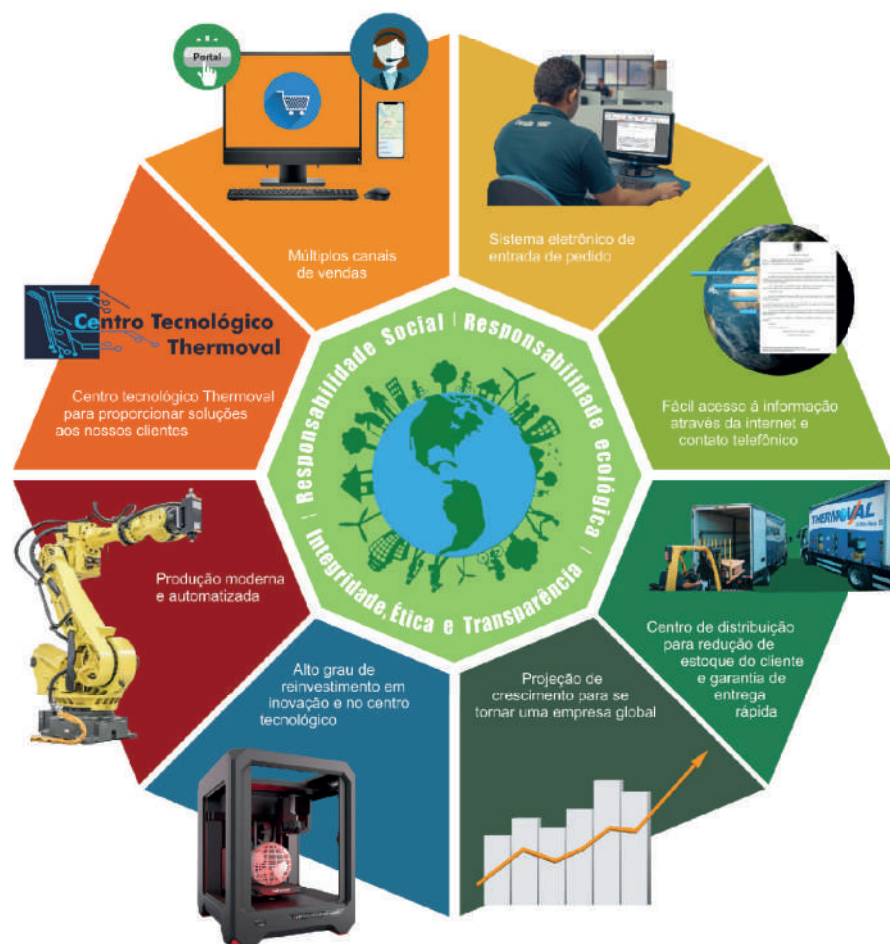 Portal
Múltiplos canais
de vendas
Sistema eletrônico de
entrada de pedido
Fácil acesso á informação
através da internet e
contato telefônico
THERMOVAL
Centro de distribuição
para redução de
estoque do cliente
e garantia de
entrega
rápida
Projeção de
crescimento para se
tornar uma empresa global
Alto grau de
reinvestimento em
inovação e no centro
tecnológico
Produção moderna
e automatizada
Centro Tecnológico
Thermoval
Centro tecnológico Thermoval
para proporcionar soluções
aos nossos clientes
| Responsabilidade Social | Responsabilidade ecológica |
Integridade, Ética e Transparência